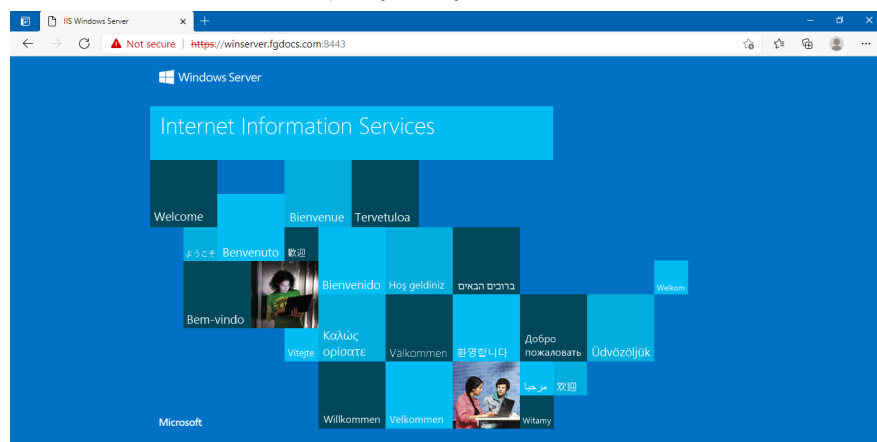 IIS Windows Server
Not secure | https://winserver.fgdocs.com:8443
Windows Server
Internet Information Services
Welcome
Bienvenue
Tervetuloa
ようこそ
Benvenuto
歡迎
Bienvenido
Hoş geldiniz
ברוכים הבאים
Welkom
Bem-vindo
Vítejte
Καλώς
ορίσατε
Välkommen
환영합니다
Добро
пожаловать
Üdvözöljük
مرحبا
欢迎
Willkommen
Velkommen
Witamy
Microsoft